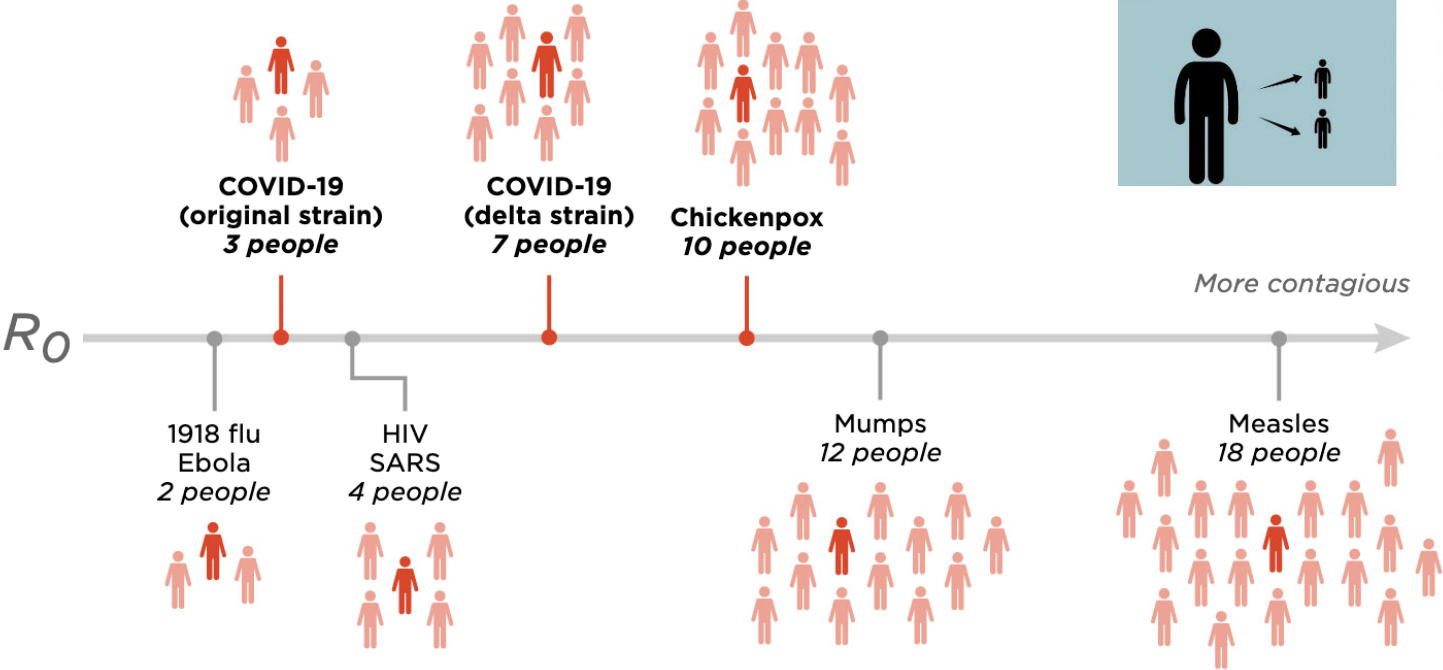 COVID-19
(original strain)
3 people
COVID-19
(delta strain)
7 people
Chickenpox
10 people
More contagious
R0
1918 flu
Ebola
2 people
HIV
SARS
4 people
Mumps
12 people
Measles
18 people